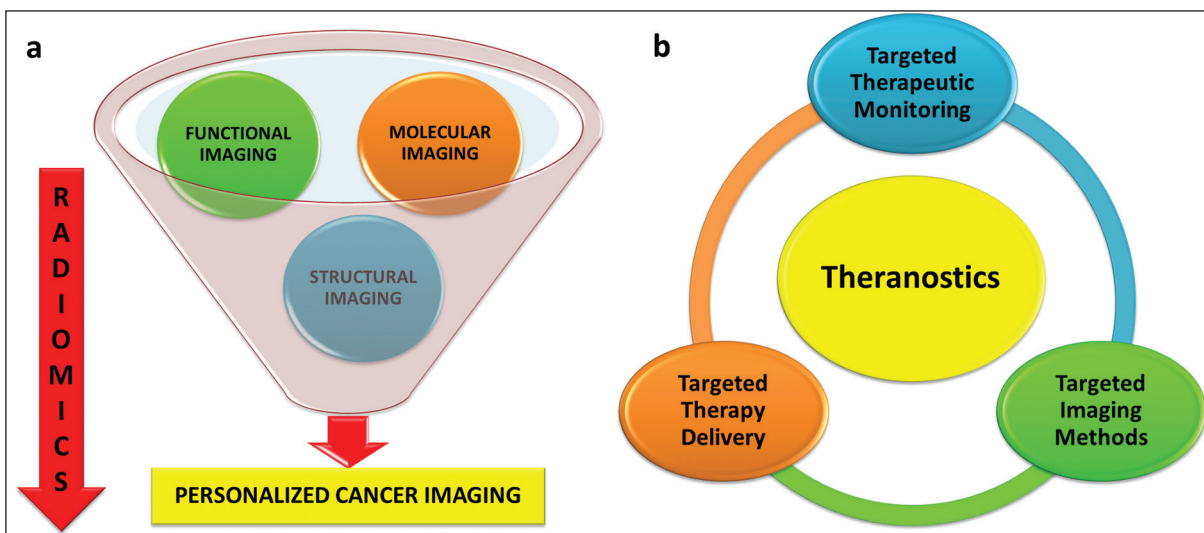 a
FUNCTIONAL
IMAGING
MOLECULAR
IMAGING
STRUCTURAL
IMAGING
RADIOMICS
PERSONALIZED CANCER IMAGING
b
Targeted
Therapeutic
Monitoring
Theranostics
Targeted
Therapy
Delivery
Targeted
Imaging
Methods